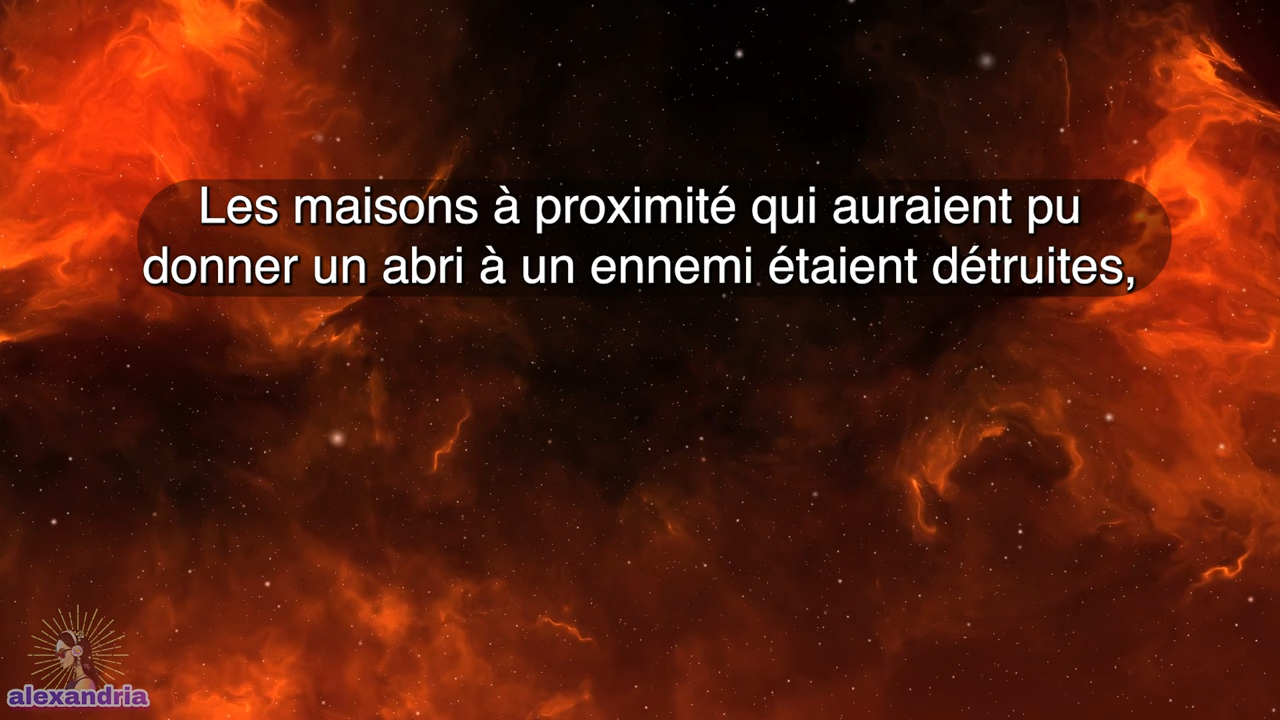 Les maisons à proximité qui auraient pu
donner un abri à un ennemi étaient détruites,
alexandria